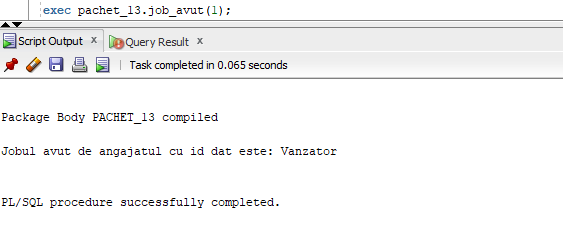 exec pachet_13.job_avut(1);
Script Output x Query Result x
Task completed in 0.065 seconds
Package Body PACHET_13 compiled
Jobul avut de angajatul cu id dat este: Vanzator
PL/SQL procedure successfully completed.